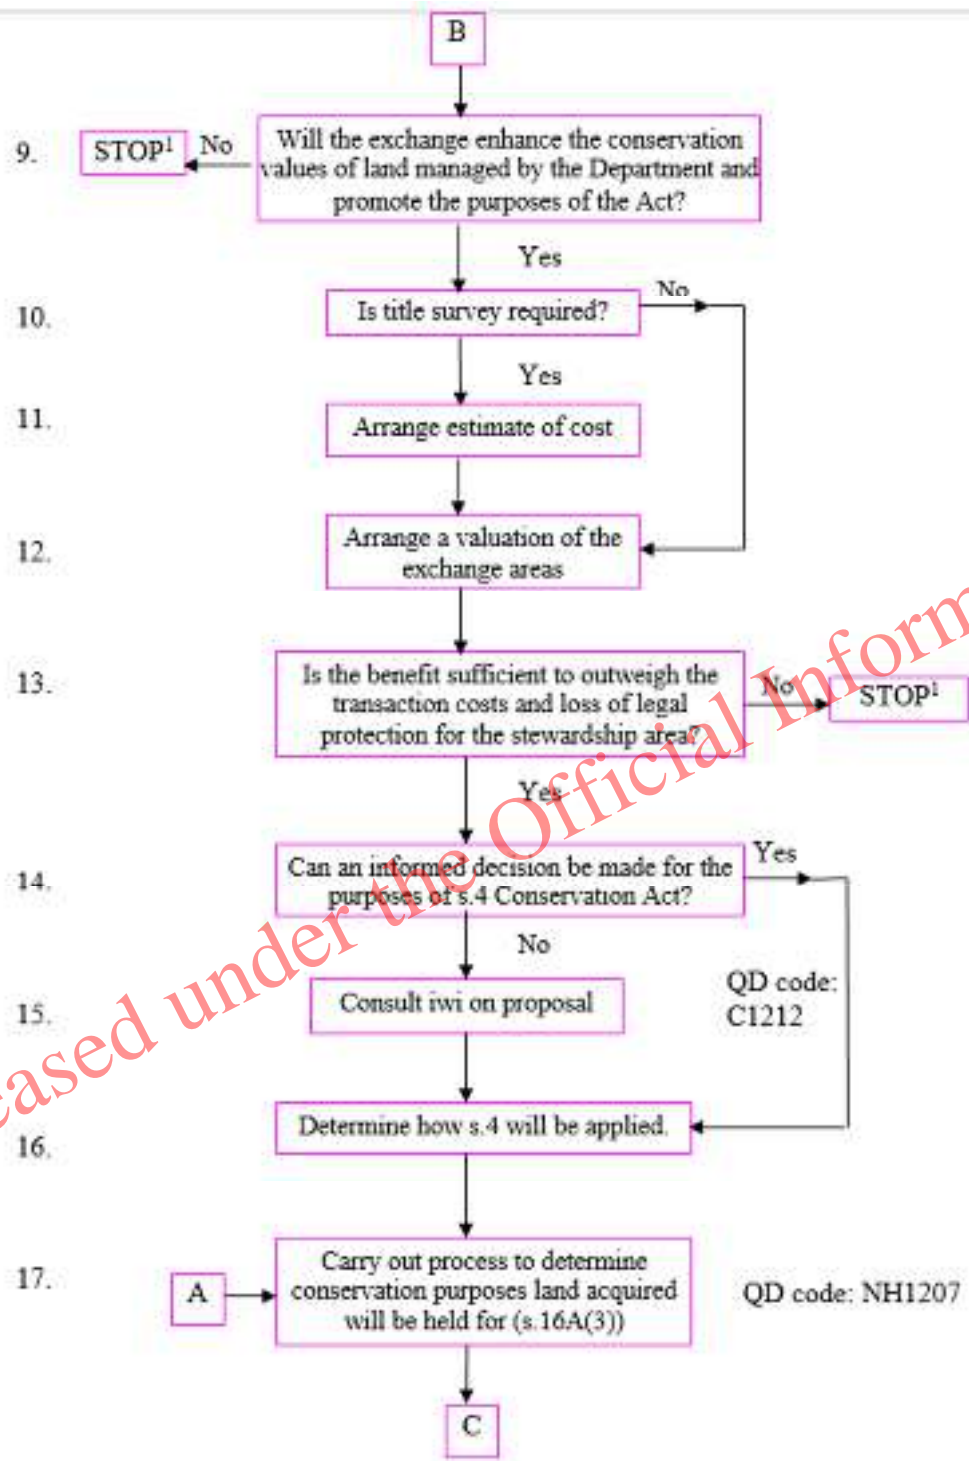 B
9.
STOP1
No
Will the exchange enhance the conservation
values of land managed by the Department and
promote the purposes of the Act?
Yes
10.
Is title survey required?
No
Yes
11.
Arrange estimate of cost
12.
Arrange a valuation of the
exchange areas
13.
Is the benefit sufficient to outweigh the
transaction costs and loss of legal
protection for the stewardship area?
No
STOP1
Yes
14.
Can an informed decision be made for the
purposes of s.4 Conservation Act?
Yes
No
QD code:
C1212
15.
Consult iwi on proposal
16.
Determine how s.4 will be applied.
17.
A
Carry out process to determine
conservation purposes land acquired
will be held for (s.16A(3))
QD code: NH1207
C
eased under the Official Inform